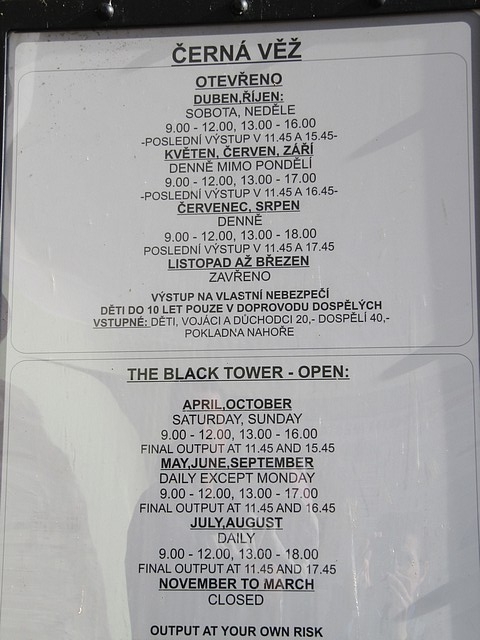 ČERNÁ VĚŽ
OTEVŘENO
DUBEN,ŘÍJEN:
SOBOTA, NEDĚLE
9.00 - 12.00, 13.00 - 16.00
-POSLEDNÍ VÝSTUP V 11.45 A 15.45-
KVĚTEN, ČERVEN, ZÁŘÍ
DENNĚ MIMO PONDĚLÍ
9.00 - 12.00, 13.00 - 17.00
-POSLEDNÍ VÝSTUP V 11.45 A 16.45-
ČERVENEC, SRPEN
DENNĚ
9.00 - 12.00, 13.00 - 18.00
POSLEDNÍ VÝSTUP V 11.45 A 17.45
LISTOPAD AŽ BŘEZEN
ZAVŘENO
VÝSTUP NA VLASTNÍ NEBEZPEČÍ
DĚTI DO 10 LET POUZE V DOPROVODU DOSPĚLÝCH
VSTUPNÉ: DĚTI, VOJÁCI A DŮCHODCI 20,- DOSPĚLÍ 40,-
POKLADNA NAHOŘE
THE BLACK TOWER - OPEN:
APRIL,OCTOBER
SATURDAY, SUNDAY
9.00 - 12.00, 13.00 - 16.00
FINAL OUTPUT AT 11.45 AND 15.45
MAY,JUNE,SEPTEMBER
DAILY EXCEPT MONDAY
9.00 - 12.00, 13.00 - 17.00
FINAL OUTPUT AT 11.45 AND 16.45
JULY,AUGUST
DAILY
9.00 - 12.00, 13.00 - 18.00
FINAL OUTPUT AT 11.45 AND 17.45
NOVEMBER TO MARCH
CLOSED
OUTPUT AT YOUR OWN RISK